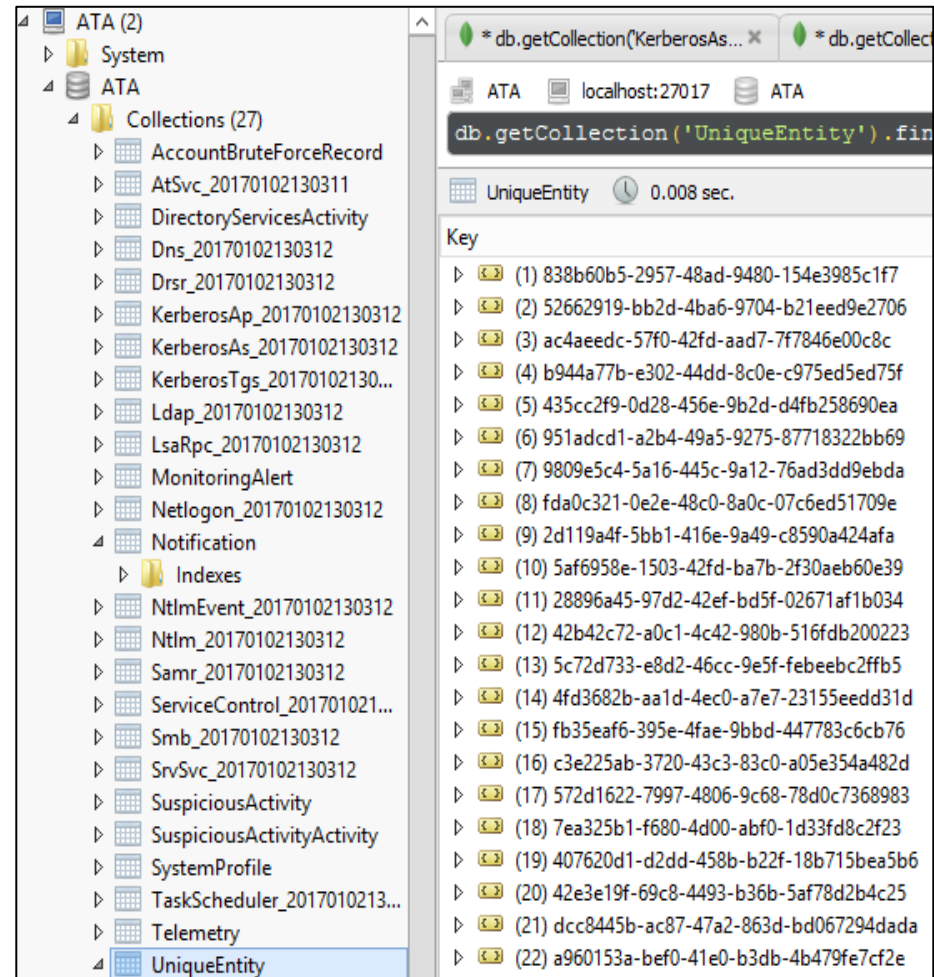 ATA (2)
System
ATA
Collections (27)
AccountBruteForceRecord
AtSvc_20170102130311
DirectoryServicesActivity
Dns_20170102130312
Drsr_20170102130312
KerberosAp_20170102130312
KerberosAs_20170102130312
KerberosTgs_20170102130...
Ldap_20170102130312
LsaRpc_20170102130312
MonitoringAlert
Netlogon_20170102130312
Notification
Indexes
NtlmEvent_20170102130312
Ntlm_20170102130312
Samr_20170102130312
ServiceControl_201701021...
Smb_20170102130312
SrvSvc_20170102130312
SuspiciousActivity
SuspiciousActivityActivity
SystemProfile
TaskScheduler_2017010213...
Telemetry
UniqueEntity
* db.getCollection('KerberosAs... * db.getCollect
ATA localhost:27017 ATA
db.getCollection('UniqueEntity').fin
UniqueEntity 0.008 sec.
Key
(1) 838b60b5-2957-48ad-9480-154e3985c1f7
(2) 52662919-bb2d-4ba6-9704-b21eed9e2706
(3) ac4aeedc-57f0-42fd-aad7-7f7846e00c8c
(4) b944a77b-e302-44dd-8c0e-c975ed5ed75f
(5) 435cc2f9-0d28-456e-9b2d-d4fb258690ea
(6) 951adcd1-a2b4-49a5-9275-87718322bb69
(7) 9809e5c4-5a16-445c-9a12-76ad3dd9ebda
(8) fda0c321-0e2e-48c0-8a0c-07c6ed51709e
(9) 2d119a4f-5bb1-416e-9a49-c8590a424afa
(10) 5af6958e-1503-42fd-ba7b-2f30aeb60e39
(11) 28896a45-97d2-42ef-bd5f-02671af1b034
(12) 42b42c72-a0c1-4c42-980b-516fdb200223
(13) 5c72d733-e8d2-46cc-9e5f-febeebc2ffb5
(14) 4fd3682b-aa1d-4ec0-a7e7-23155eedd31d
(15) fb35eaf6-395e-4fae-9bbd-447783c6cb76
(16) c3e225ab-3720-43c3-83c0-a05e354a482d
(17) 572d1622-7997-4806-9c68-78d0c7368983
(18) 7ea325b1-f680-4d00-abf0-1d33fd8c2f23
(19) 407620d1-d2dd-458b-b22f-18b715bea5b6
(20) 42e3e19f-69c8-4493-b36b-5af78d2b4c25
(21) dcc8445b-ac87-47a2-863d-bd067294dada
(22) a960153a-bef0-41e0-b3db-4b479fe7cf2e